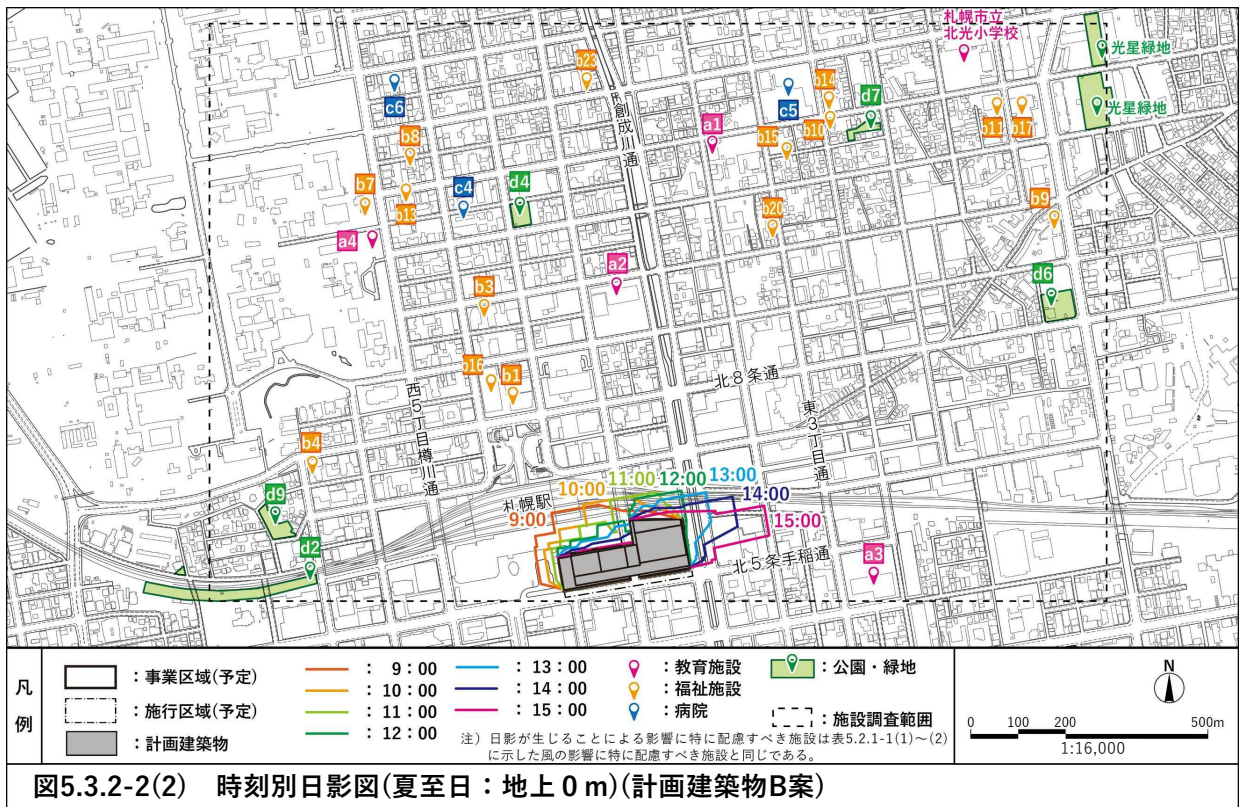 札幌市立
北光小学校
光星緑地
光星緑地
b23
c6
b14
d7
c5
創成川通
a1
b15
b10
b11
b17
b8
b7
b13
c4
d4
b20
b9
a4
a2
d6
b3
b16
b1
北8条通
西5丁目樽川通
東3丁目通
b4
d9
d2
札幌駅
9:00
10:00
11:00
12:00
13:00
14:00
15:00
北5条手稲通
a3
凡例
:事業区域(予定)
:施行区域(予定)
:計画建築物
: 9:00
: 10:00
: 11:00
: 12:00
: 13:00
: 14:00
: 15:00
:教育施設
:福祉施設
:病院
:公園・緑地
:施設調査範囲
注)日影が生じることによる影響に特に配慮すべき施設は表5.2.1-1(1)~(2)
に示した風の影響に特に配慮すべき施設と同じである。
N
0 100 200 500m
1:16,000
図5.3.2-2(2) 時刻別日影図(夏至日:地上0m)(計画建築物B案)